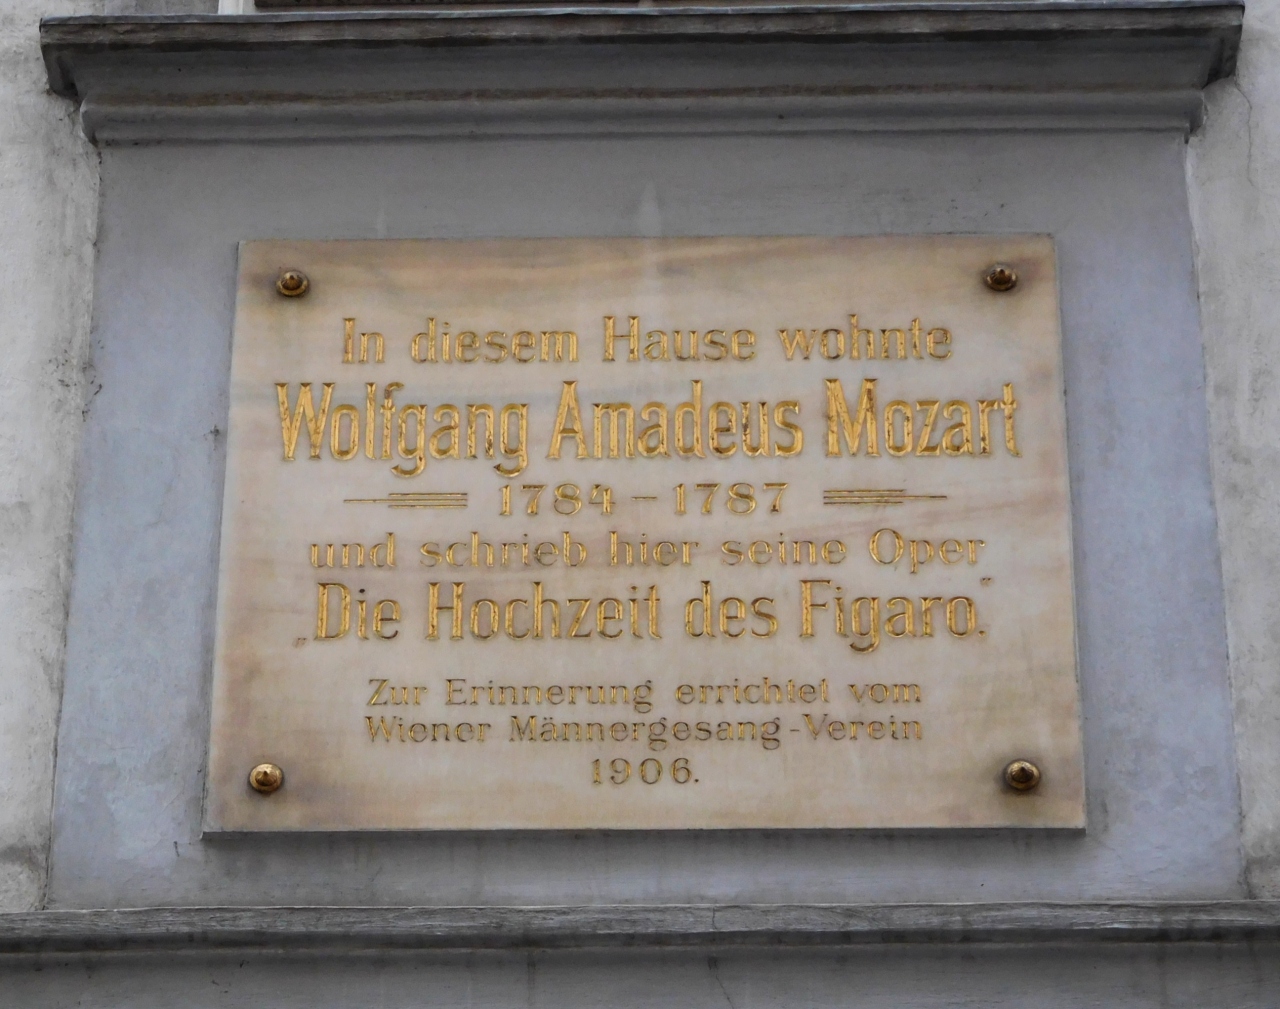 In diesem Hause wohnte
Wolfgang Amadeus Mozart
1784-1787
und schrieb hier seine Oper
„Die Hochzeit des Figaro.“
Zur Erinnerung errichtet vom
Wiener Männergesang-Verein
1906.